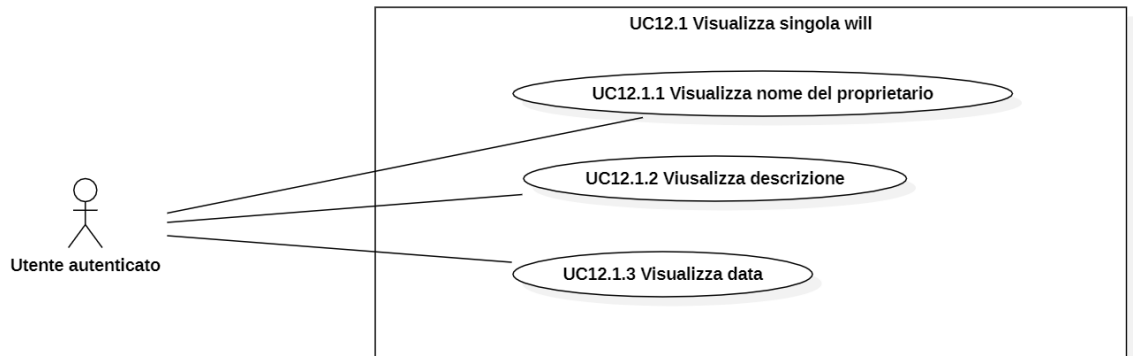 UC12.1 Visualizza singola will
UC12.1.1 Visualizza nome del proprietario
UC12.1.2 Viusalizza descrizione
Utente autenticato
UC12.1.3 Visualizza data